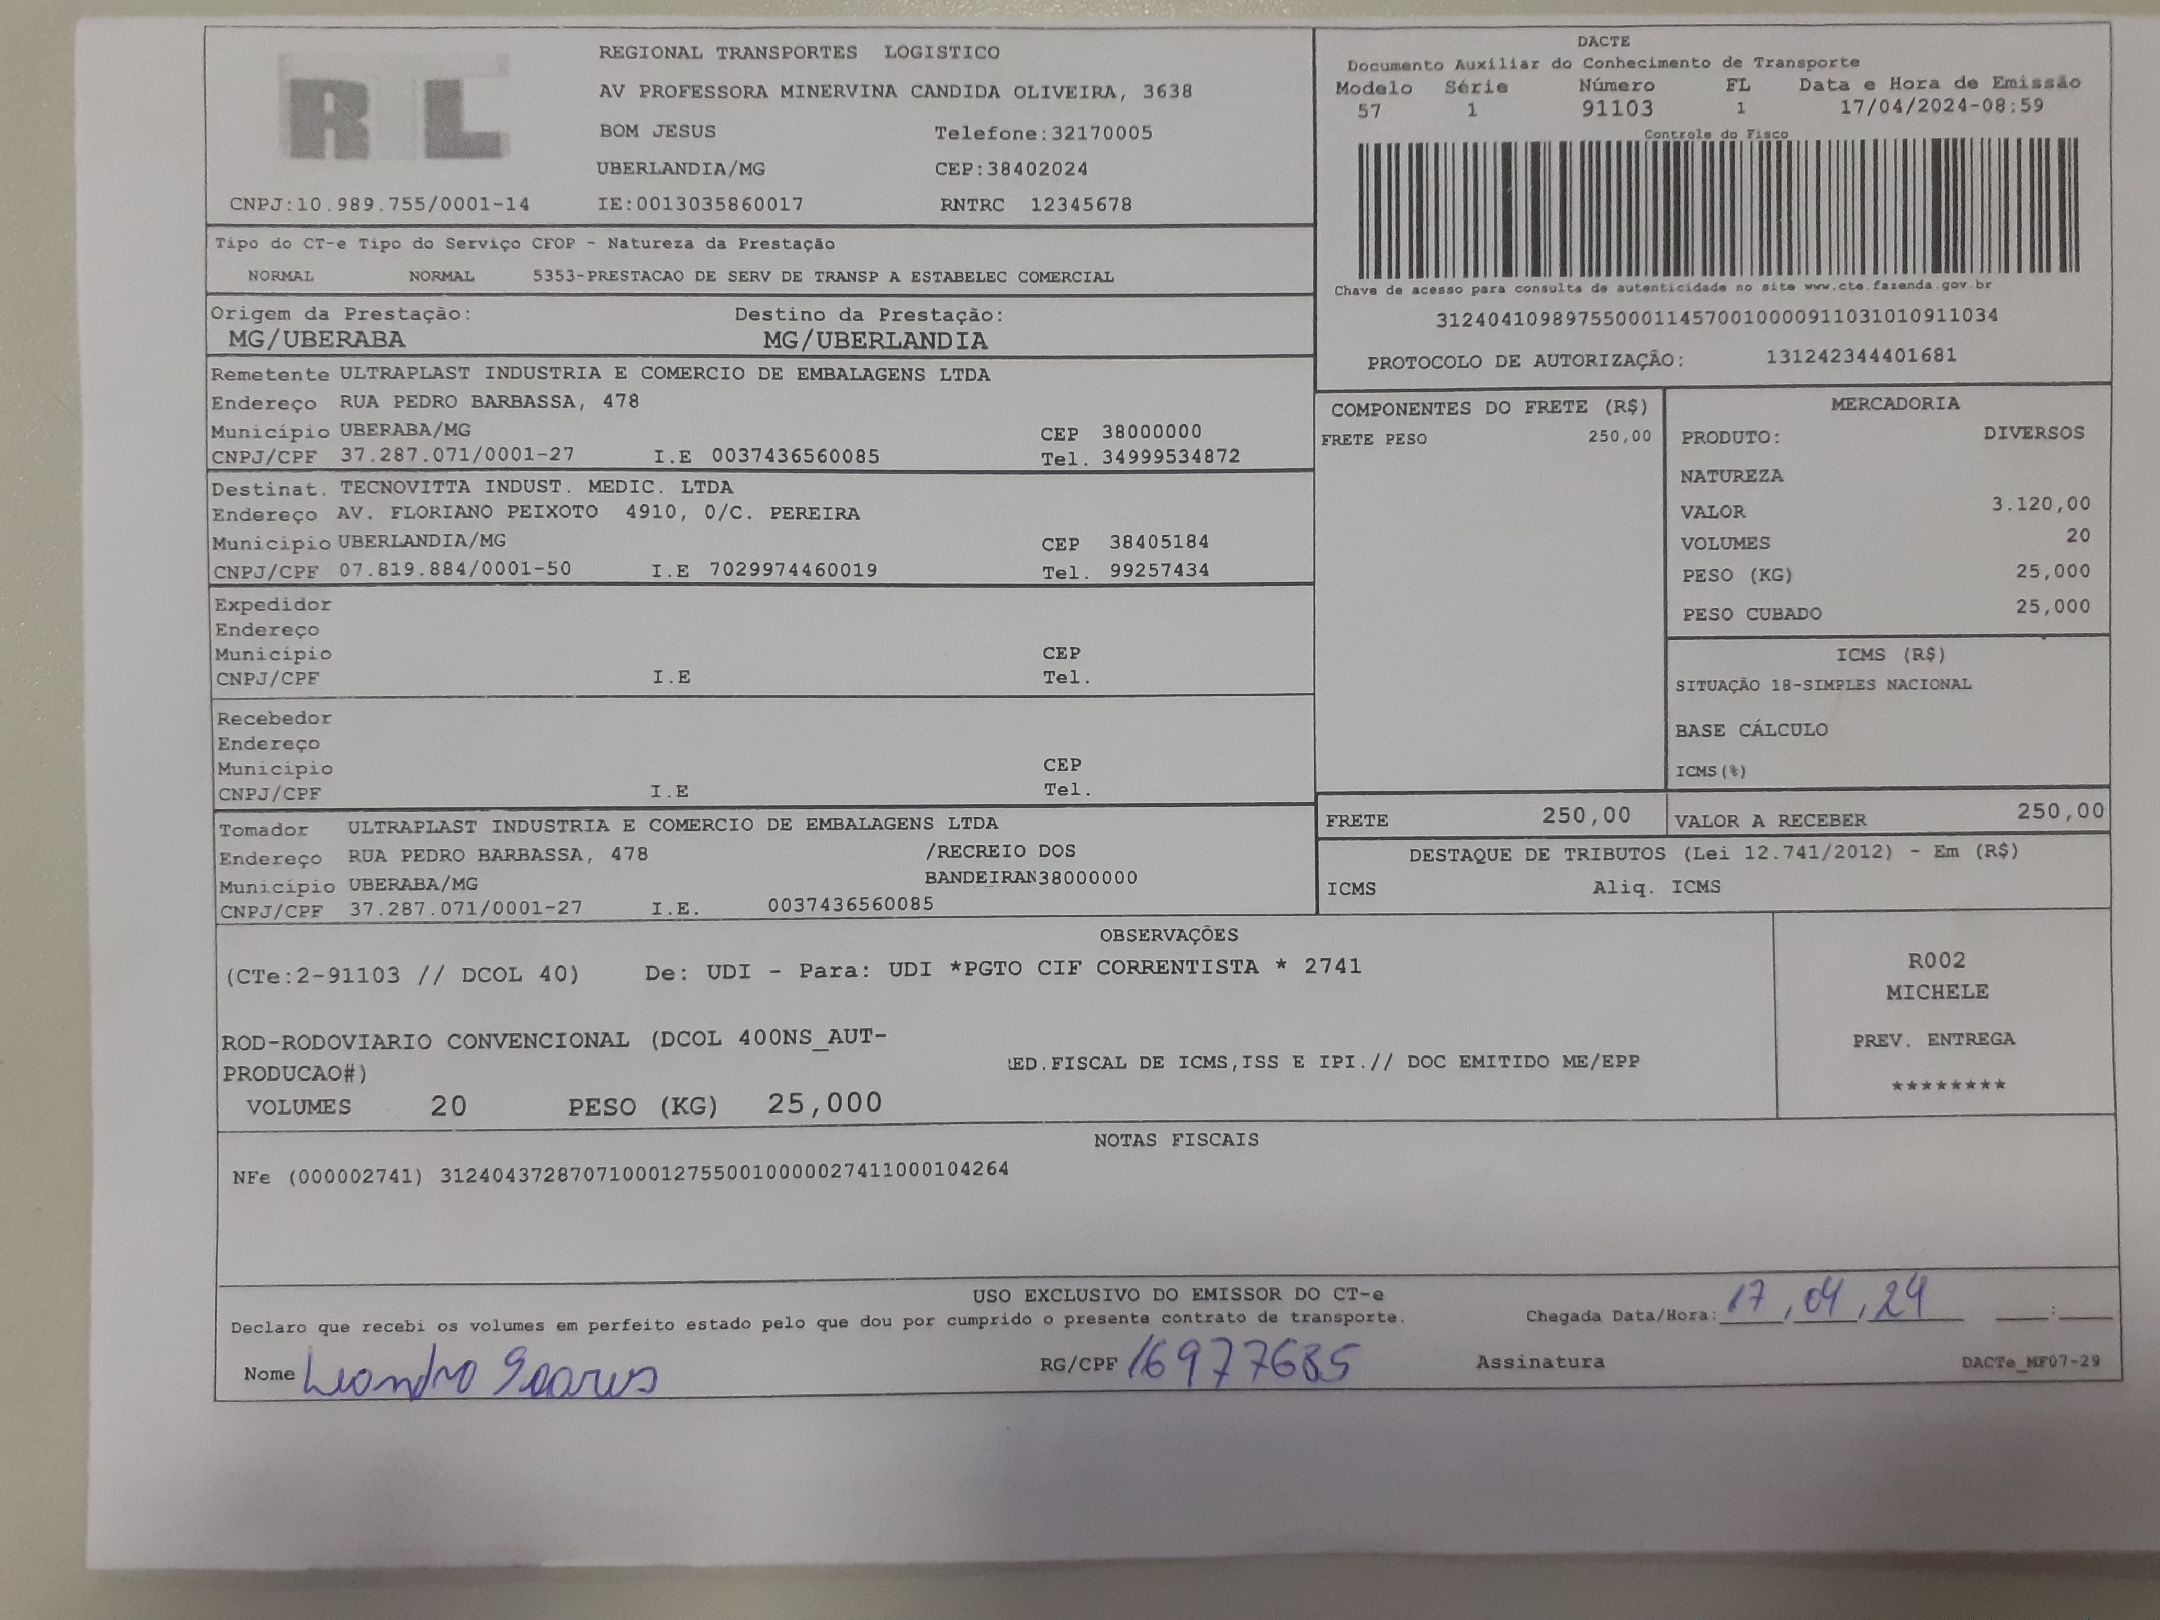 RTL
REGIONAL TRANSPORTES LOGISTICO
AV PROFESSORA MINERVINA CANDIDA OLIVEIRA, 3638
BOM JESUS Telefone:32170005
UBERLANDIA/MG CEP:38402024
CNPJ:10.989.755/0001-14 IE:0013035860017 RNTRC 12345678
DACTE
Documento Auxiliar do Conhecimento de Transporte
Modelo Série Número FL Data e Hora de Emissão
57 1 91103 1 17/04/2024-08:59
Controle do Fisco
Chave de acesso para consulta de autenticidade no site www.cte.fazenda.gov.br
31240410989755000114570010000911031010911034
PROTOCOLO DE AUTORIZAÇÃO: 131242344401681
Tipo do CT-e Tipo do Serviço CFOP - Natureza da Prestação
NORMAL NORMAL 5353-PRESTACAO DE SERV DE TRANSP A ESTABELEC COMERCIAL
Origem da Prestação: Destino da Prestação:
MG/UBERABA MG/UBERLANDIA
Remetente ULTRAPLAST INDUSTRIA E COMERCIO DE EMBALAGENS LTDA
Endereço RUA PEDRO BARBASSA, 478
Município UBERABA/MG CEP 38000000
CNPJ/CPF 37.287.071/0001-27 I.E 0037436560085 Tel. 34999534872
Destinat. TECNOVITTA INDUST. MEDIC. LTDA
Endereço AV. FLORIANO PEIXOTO 4910, 0/C. PEREIRA
Município UBERLANDIA/MG CEP 38405184
CNPJ/CPF 07.819.884/0001-50 I.E 7029974460019 Tel. 99257434
Expedidor
Endereço
Município CEP
CNPJ/CPF I.E Tel.
Recebedor
Endereço
Município CEP
CNPJ/CPF I.E Tel.
Tomador ULTRAPLAST INDUSTRIA E COMERCIO DE EMBALAGENS LTDA
Endereço RUA PEDRO BARBASSA, 478 /RECREIO DOS
Município UBERABA/MG BANDEIRAN38000000
CNPJ/CPF 37.287.071/0001-27 I.E. 0037436560085
COMPONENTES DO FRETE (R$)
FRETE PESO 250,00
MERCADORIA
PRODUTO: DIVERSOS
NATUREZA
VALOR 3.120,00
VOLUMES 20
PESO (KG) 25,000
PESO CUBADO 25,000
ICMS (R$)
SITUAÇÃO 18-SIMPLES NACIONAL
BASE CÁLCULO
ICMS(%)
FRETE 250,00 VALOR A RECEBER 250,00
DESTAQUE DE TRIBUTOS (Lei 12.741/2012) - Em (R$)
ICMS Aliq. ICMS
OBSERVAÇÕES
(CTe:2-91103 // DCOL 40) De: UDI - Para: UDI *PGTO CIF CORRENTISTA * 2741
ROD-RODOVIARIO CONVENCIONAL (DCOL 400NS_AUT-
PRODUCAO#) ED.FISCAL DE ICMS,ISS E IPI.// DOC EMITIDO ME/EPP
VOLUMES 20 PESO (KG) 25,000
R002
MICHELE
PREV. ENTREGA
********
NOTAS FISCAIS
NFe (000002741) 31240437287071000127550010000027411000104264
USO EXCLUSIVO DO EMISSOR DO CT-e
Declaro que recebi os volumes em perfeito estado pelo que dou por cumprido o presente contrato de transporte. Chegada Data/Hora: 17,04,24 :
Nome Leandro Soares RG/CPF 16977685 Assinatura DACTe_MF07-29